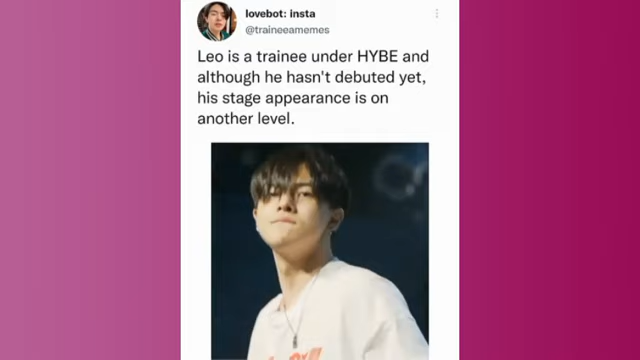 lovebot: insta
@traineeamemes
Leo is a trainee under HYBE and
although he hasn't debuted yet,
his stage appearance is on
another level.